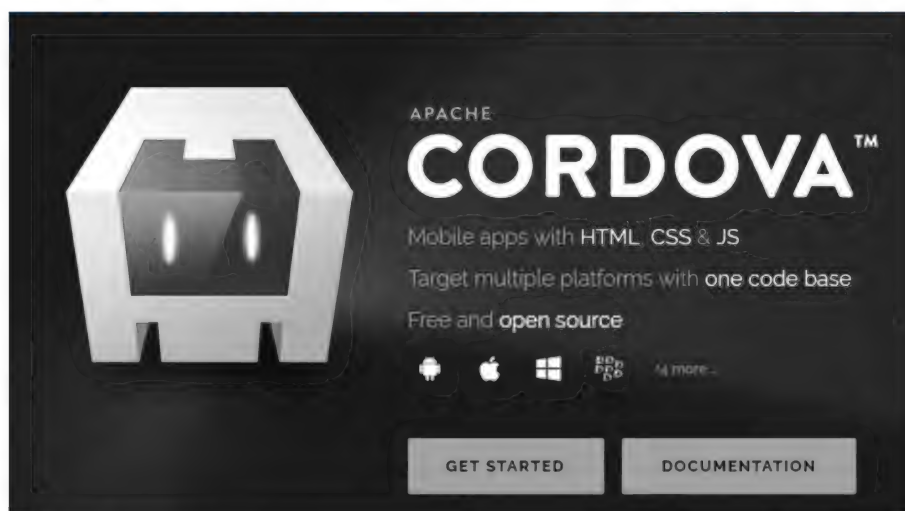 APACHE
CORDOVA™
Mobile apps with HTML, CSS & JS
Target multiple platforms with one code base
Free and open source
more...
GET STARTED
DOCUMENTATION